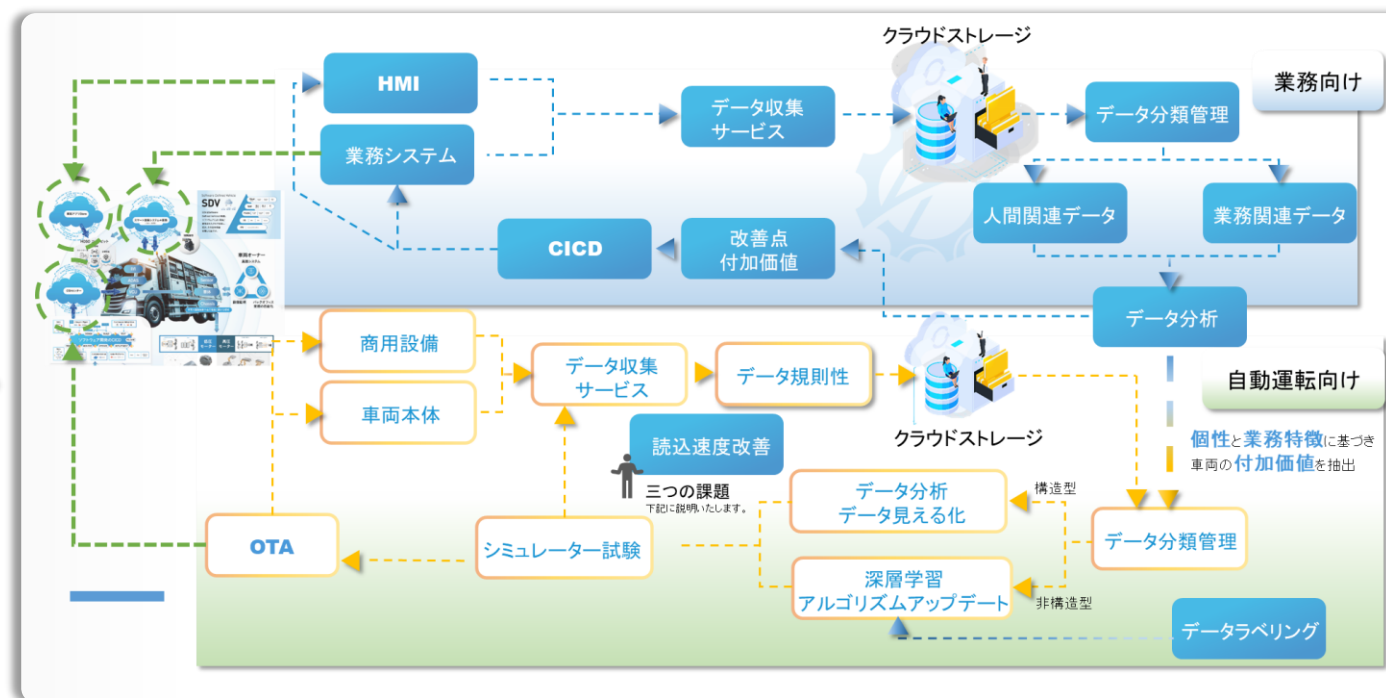 クラウドストレージ
業務向け
HMI
データ収集
サービス
データ分類管理
業務システム
人間関連データ
業務関連データ
CICD
改善点
付加価値
データ分析
SDV
車両オーナー
商用設備
データ収集
サービス
データ規則性
自動運転向け
車両本体
クラウドストレージ
個性と業務特徴に基づき
車両の付加価値を抽出
読込速度改善
三つの課題
下記に説明いたします。
データ分析
データ見える化
構造型
OTA
シミュレーター試験
データ分類管理
深層学習
アルゴリズムアップデート
非構造型
データラベリング